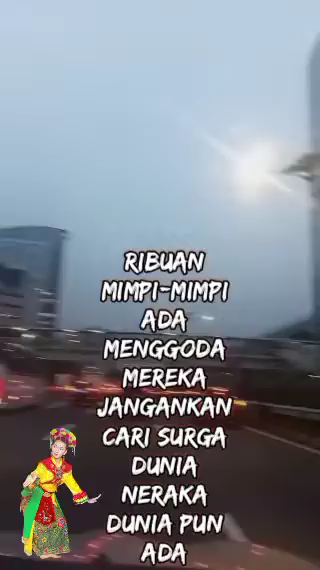 RIBUAN
MIMPI-MIMPI
ADA
MENGGODA
MEREKA
JANGANKAN
CARI SURGA
DUNIA
NERAKA
DUNIA PUN
ADA